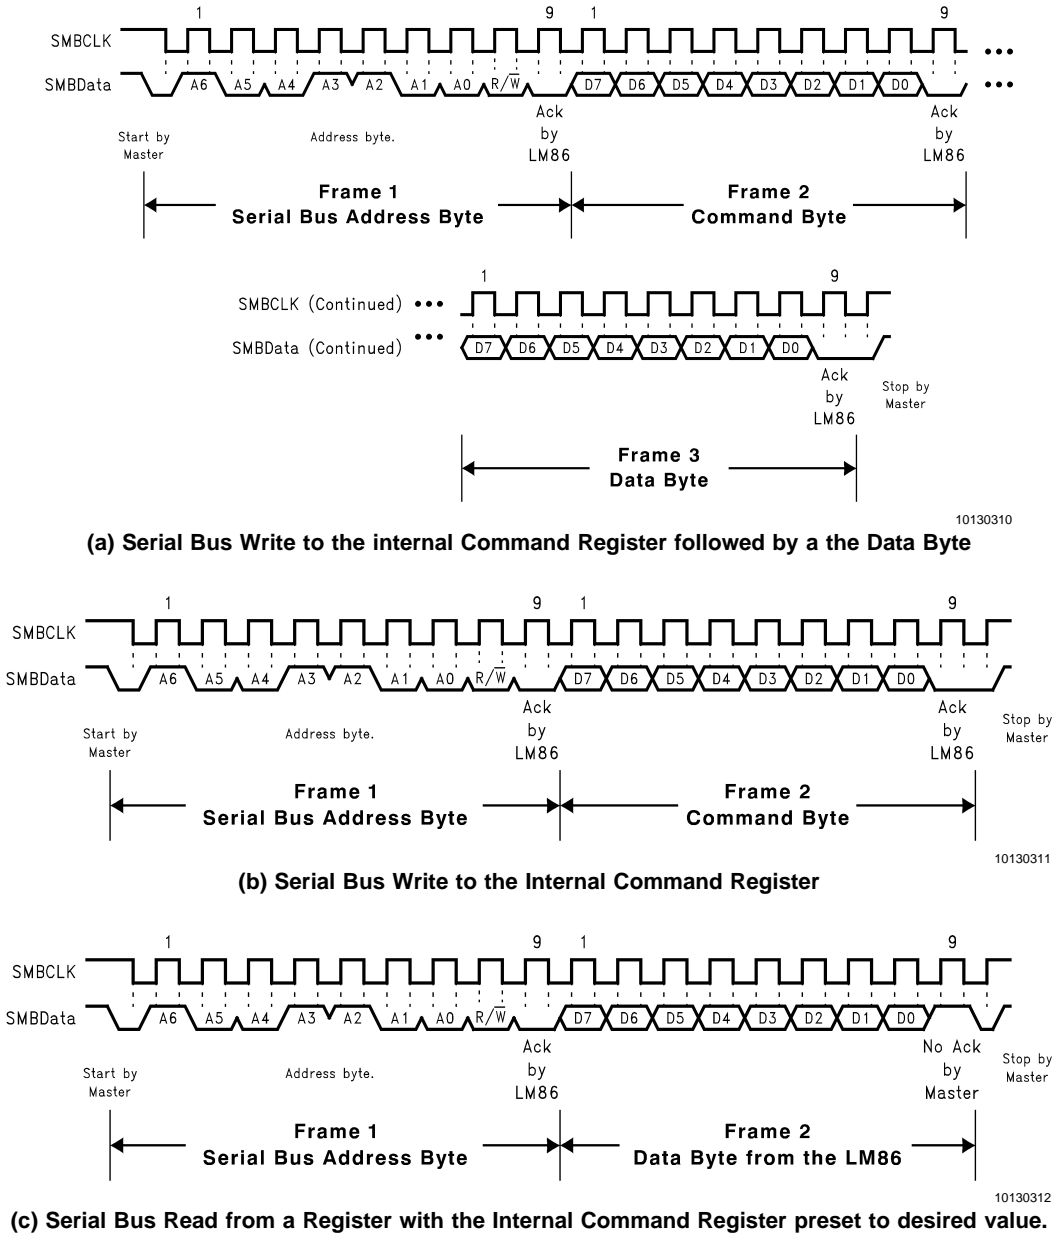 1 9 1 9
SMBCLK
SMBData A6 A5 A4 A3 A2 A1 A0 R/W̅ D7 D6 D5 D4 D3 D2 D1 D0
Start by Master
Address byte.
Ack by LM86
Ack by LM86
Frame 1
Serial Bus Address Byte
Frame 2
Command Byte
1 9
SMBCLK (Continued)
SMBData (Continued) D7 D6 D5 D4 D3 D2 D1 D0
Ack by LM86
Stop by Master
Frame 3
Data Byte
10130310
(a) Serial Bus Write to the internal Command Register followed by a the Data Byte
1 9 1 9
SMBCLK
SMBData A6 A5 A4 A3 A2 A1 A0 R/W̅ D7 D6 D5 D4 D3 D2 D1 D0
Start by Master
Address byte.
Ack by LM86
Ack by LM86
Stop by Master
Frame 1
Serial Bus Address Byte
Frame 2
Command Byte
10130311
(b) Serial Bus Write to the Internal Command Register
1 9 1 9
SMBCLK
SMBData A6 A5 A4 A3 A2 A1 A0 R/W̅ D7 D6 D5 D4 D3 D2 D1 D0
Start by Master
Address byte.
Ack by LM86
No Ack by Master
Stop by Master
Frame 1
Serial Bus Address Byte
Frame 2
Data Byte from the LM86
10130312
(c) Serial Bus Read from a Register with the Internal Command Register preset to desired value.